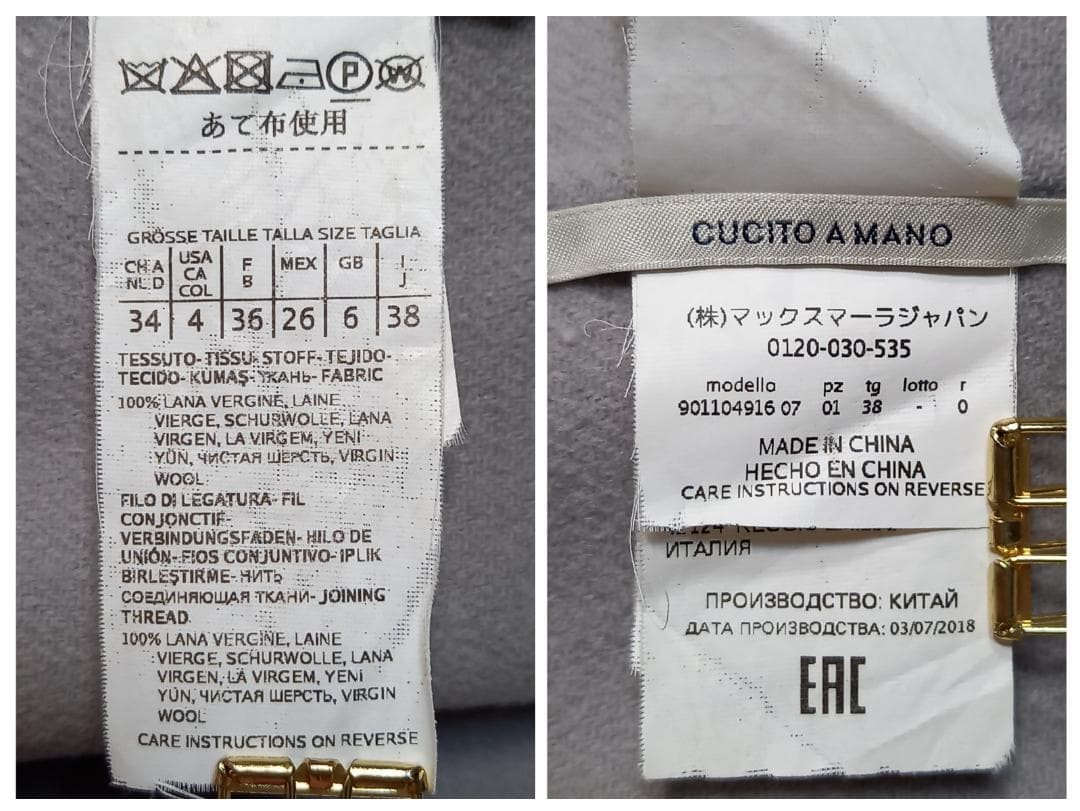 P W
あて布使用
GRÖSSE TAILLE TALLA SIZE TAGLIA
CH A NL D
USA CA COL
F B
MEX
GB
I J
34 4 36 26 6 38
TESSUTO- TISSU- STOFF- TEJIDO-
TECIDO- KUMAŞ- ТКАНЬ- FABRIC
100% LANA VERGINE, LAINE
VIERGE, SCHURWOLLE, LANA
VIRGEN, LA VIRGEM, YENI
YÜN, ЧИСТАЯ ШЕРСТЬ, VIRGIN
WOOL
FILO DI LEGATURA- FIL
CONJONCTIF-
VERBINDUNGSFADEN- HILO DE
UNIÓN- FIOS CONJUNTIVO- IPLIK
BIRLEŞTIRME- НИТЬ
СОЕДИНЯЮЩАЯ ТКАНИ- JOINING
THREAD
100% LANA VERGINE, LAINE
VIERGE, SCHURWOLLE, LANA
VIRGEN, LA VIRGEM, YENI
YÜN, ЧИСТАЯ ШЕРСТЬ, VIRGIN
WOOL
CARE INSTRUCTIONS ON REVERSE
CUCITO A MANO
(株)マックスマーラジャパン
0120-030-535
modello pz tg lotto r
901104916 07 01 38 - 0
MADE IN CHINA
HECHO EN CHINA
CARE INSTRUCTIONS ON REVERSE
ИТАЛИЯ
ПРОИЗВОДСТВО: КИТАЙ
ДАТА ПРОИЗВОДСТВА: 03/07/2018
EAC